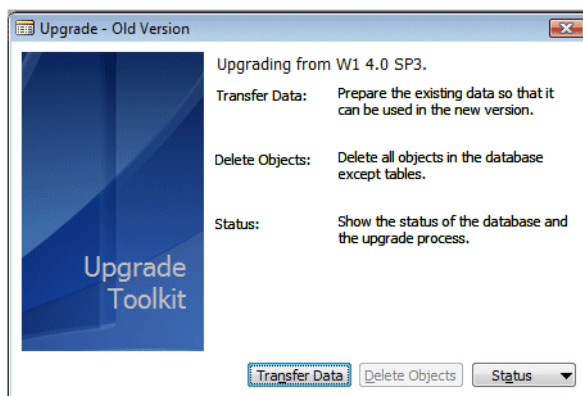 Upgrade - Old Version
Upgrading from W1 4.0 SP3.
Transfer Data: Prepare the existing data so that it
can be used in the new version.
Delete Objects: Delete all objects in the database
except tables.
Status: Show the status of the database and
the upgrade process.
Upgrade
Toolkit
Transfer Data Delete Objects Status